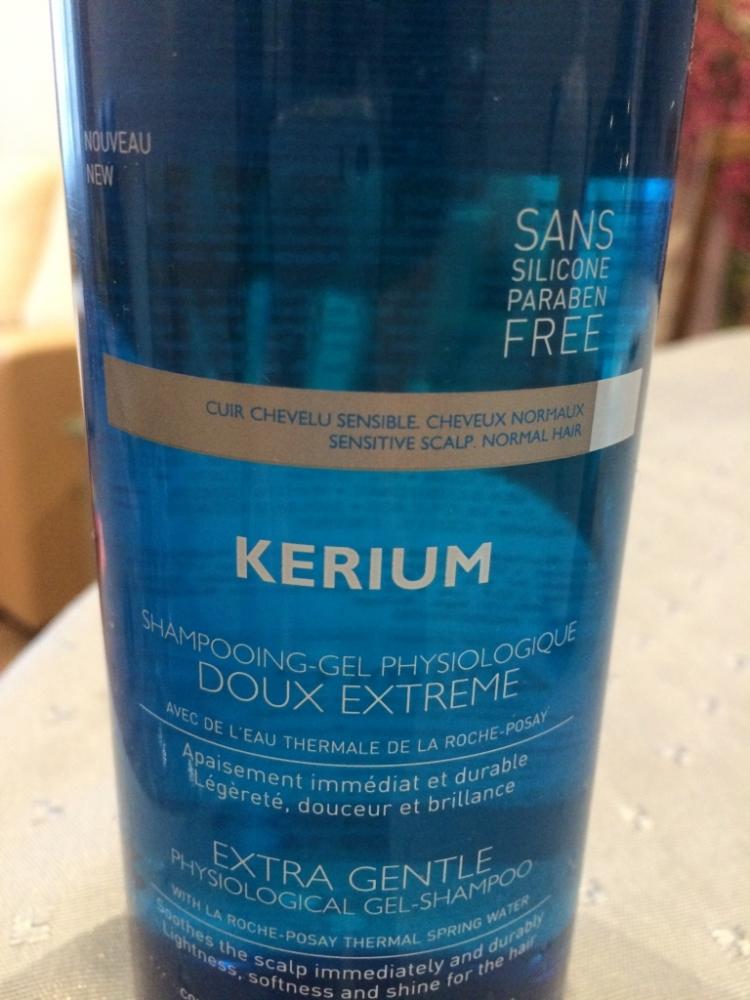 NOUVEAU
NEW
SANS
SILICONE
PARABEN
FREE
CUIR CHEVELU SENSIBLE. CHEVEUX NORMAUX
SENSITIVE SCALP. NORMAL HAIR
KERIUM
SHAMPOOING-GEL PHYSIOLOGIQUE
DOUX EXTREME
AVEC DE L'EAU THERMALE DE LA ROCHE-POSAY
Apaisement immédiat et durable
Légèreté, douceur et brillance
EXTRA GENTLE
PHYSIOLOGICAL GEL-SHAMPOO
WITH LA ROCHE-POSAY THERMAL SPRING WATER
Soothes the scalp immediately and durably
Lightness, softness and shine for the hair